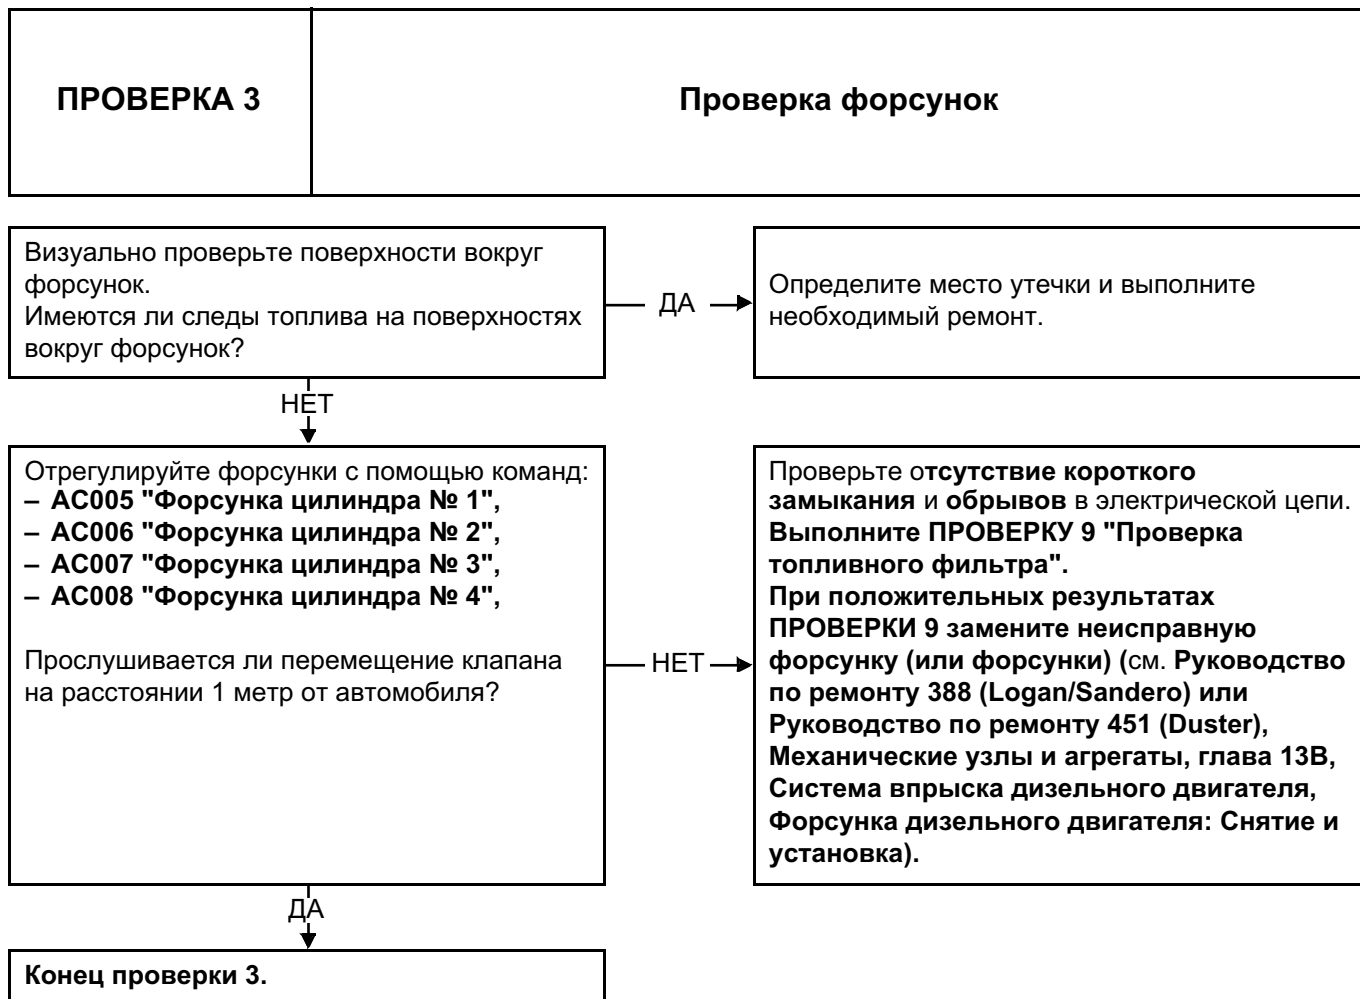 ПРОВЕРКА 3
Проверка форсунок
Визуально проверьте поверхности вокруг
форсунок.
Имеются ли следы топлива на поверхностях
вокруг форсунок?
ДА
Определите место утечки и выполните
необходимый ремонт.
НЕТ
Отрегулируйте форсунки с помощью команд:
– AC005 "Форсунка цилиндра № 1",
– AC006 "Форсунка цилиндра № 2",
– AC007 "Форсунка цилиндра № 3",
– AC008 "Форсунка цилиндра № 4",
Прослушивается ли перемещение клапана
на расстоянии 1 метр от автомобиля?
НЕТ
Проверьте отсутствие короткого
замыкания и обрывов в электрической цепи.
Выполните ПРОВЕРКУ 9 "Проверка
топливного фильтра".
При положительных результатах
ПРОВЕРКИ 9 замените неисправную
форсунку (или форсунки) (см. Руководство
по ремонту 388 (Logan/Sandero) или
Руководство по ремонту 451 (Duster),
Механические узлы и агрегаты, глава 13B,
Система впрыска дизельного двигателя,
Форсунка дизельного двигателя: Снятие и
установка).
ДА
Конец проверки 3.